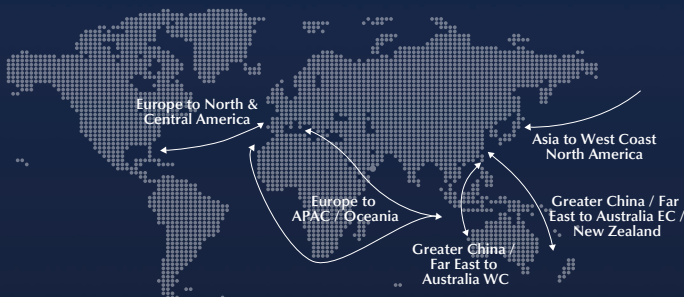 Europe to North &
Central America
Asia to West Coast
North America
Europe to
APAC / Oceania
Greater China / Far
East to Australia EC /
New Zealand
Greater China /
Far East to
Australia WC